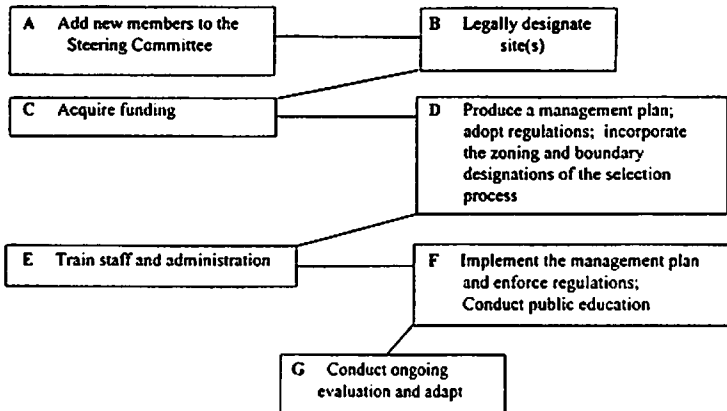 A Add new members to the
Steering Committee
B Legally designate
site(s)
C Acquire funding
D Produce a management plan;
adopt regulations; incorporate
the zoning and boundary
designations of the selection
process
E Train staff and administration
F Implement the management plan
and enforce regulations;
Conduct public education
G Conduct ongoing
evaluation and adapt